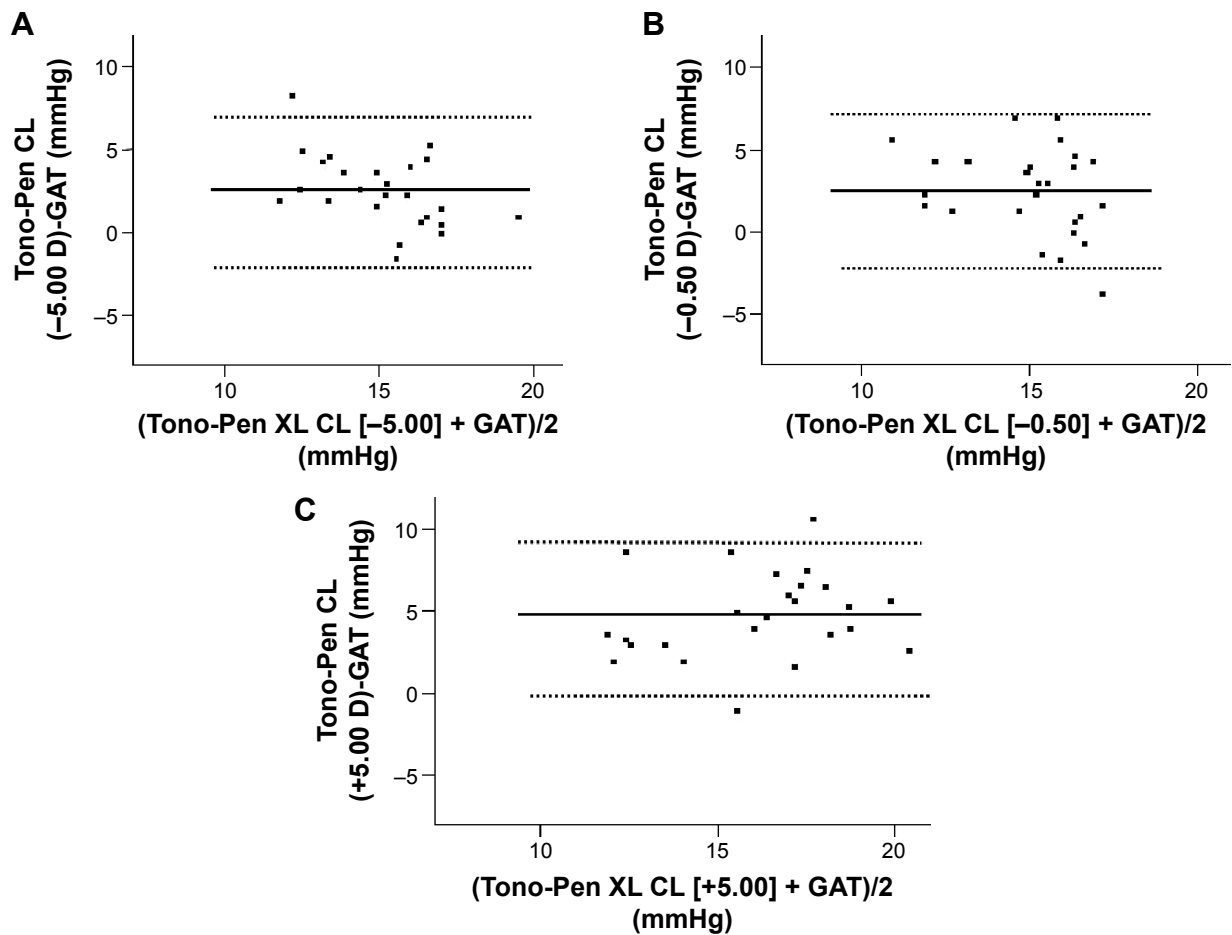 A
Tono-Pen CL
(–5.00 D)-GAT (mmHg)
10
5
0
–5
10
15
20
(Tono-Pen XL CL [–5.00] + GAT)/2
(mmHg)
B
Tono-Pen CL
(–0.50 D)-GAT (mmHg)
10
5
0
–5
10
15
20
(Tono-Pen XL CL [–0.50] + GAT)/2
(mmHg)
C
Tono-Pen CL
(+5.00 D)-GAT (mmHg)
10
5
0
–5
10
15
20
(Tono-Pen XL CL [+5.00] + GAT)/2
(mmHg)